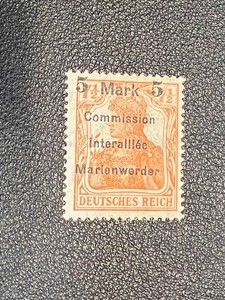 5 Mark 5
Commission
Interalliée
Marienwerder
DEUTSCHES REICH